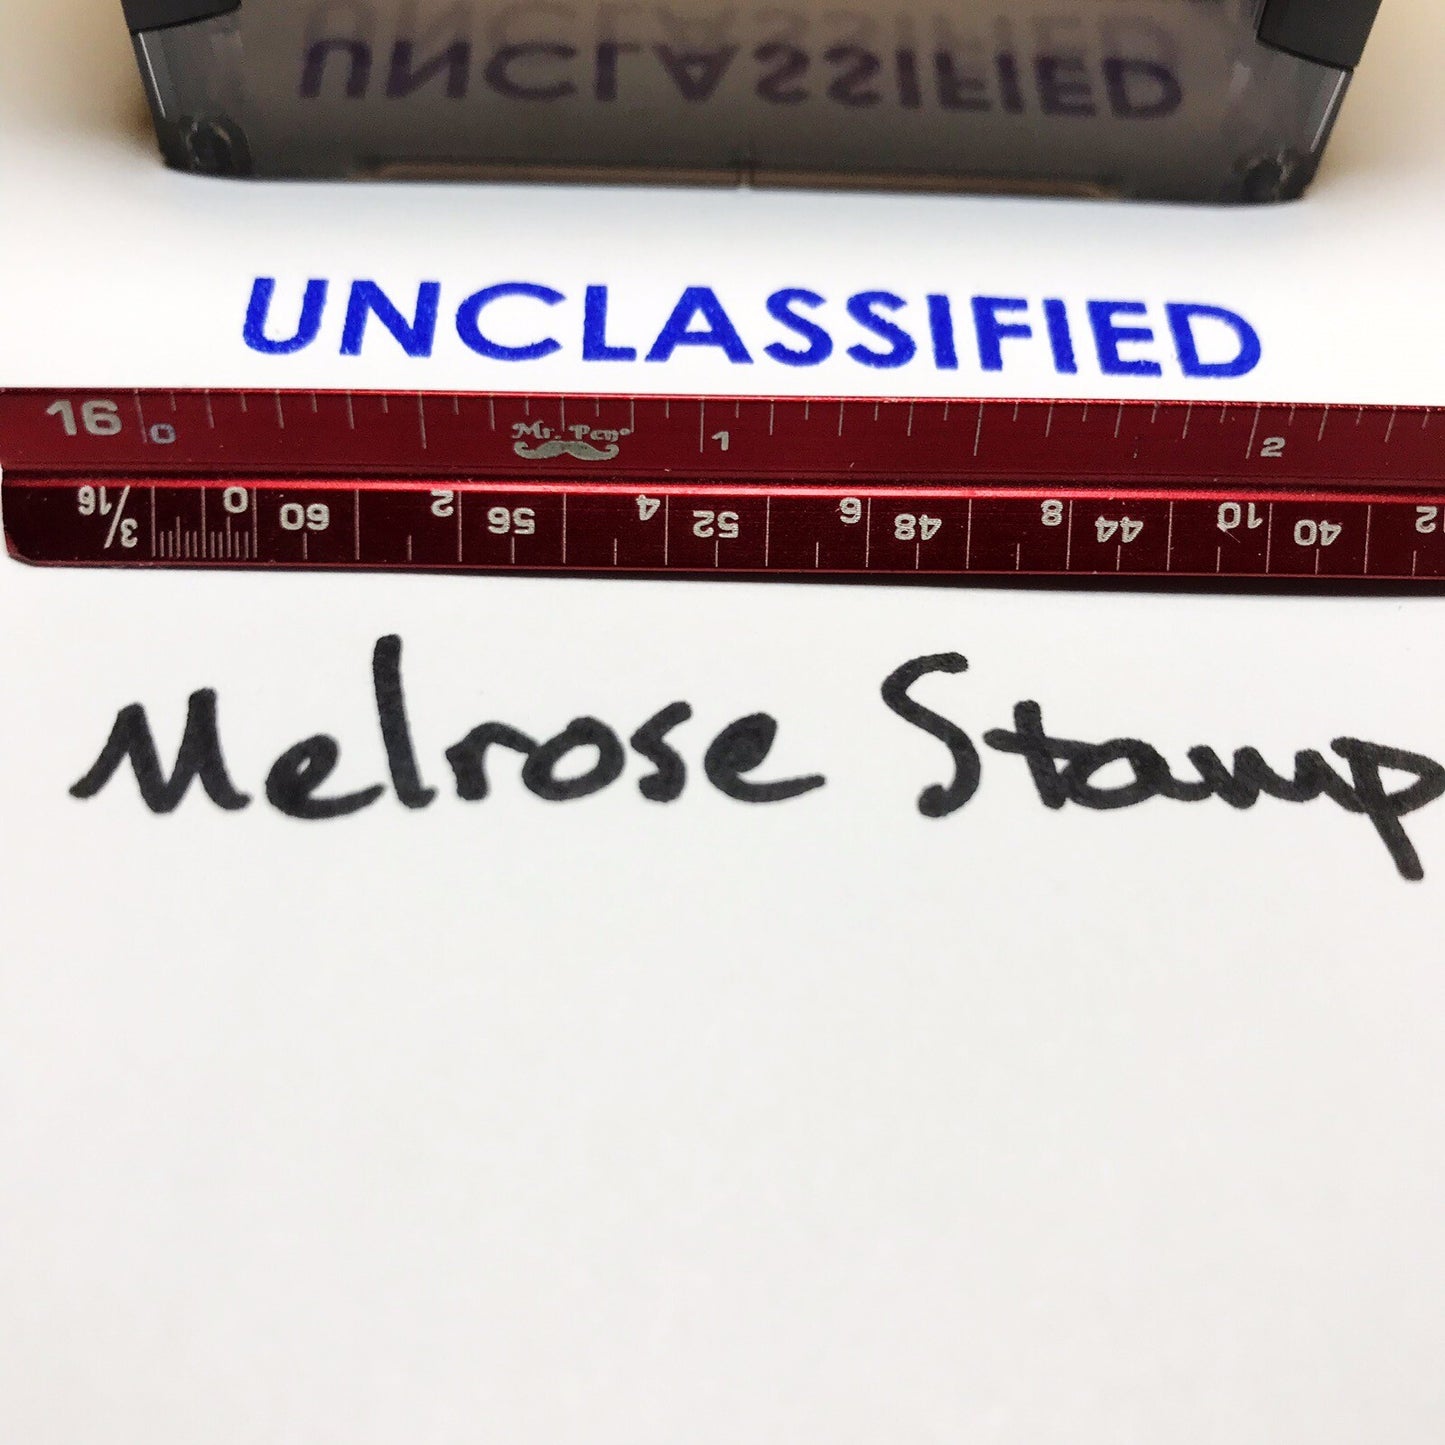 UNCLASSIFIED
UNCLASSIFIED
16 0 Mr. Pen® 1 2
3/16 0 60 2 56 4 52 6 48 8 44 10 40 2
Melrose Stamp